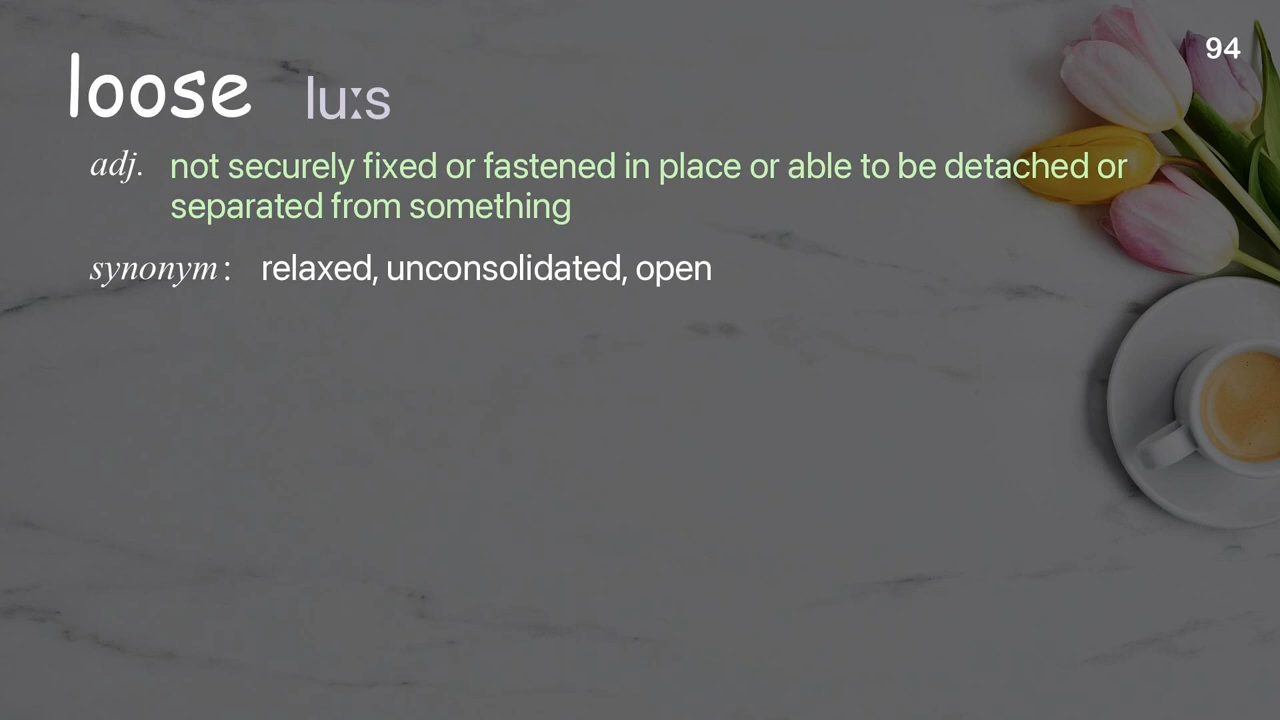 94
loose luːs
adj. not securely fixed or fastened in place or able to be detached or
separated from something
synonym: relaxed, unconsolidated, open